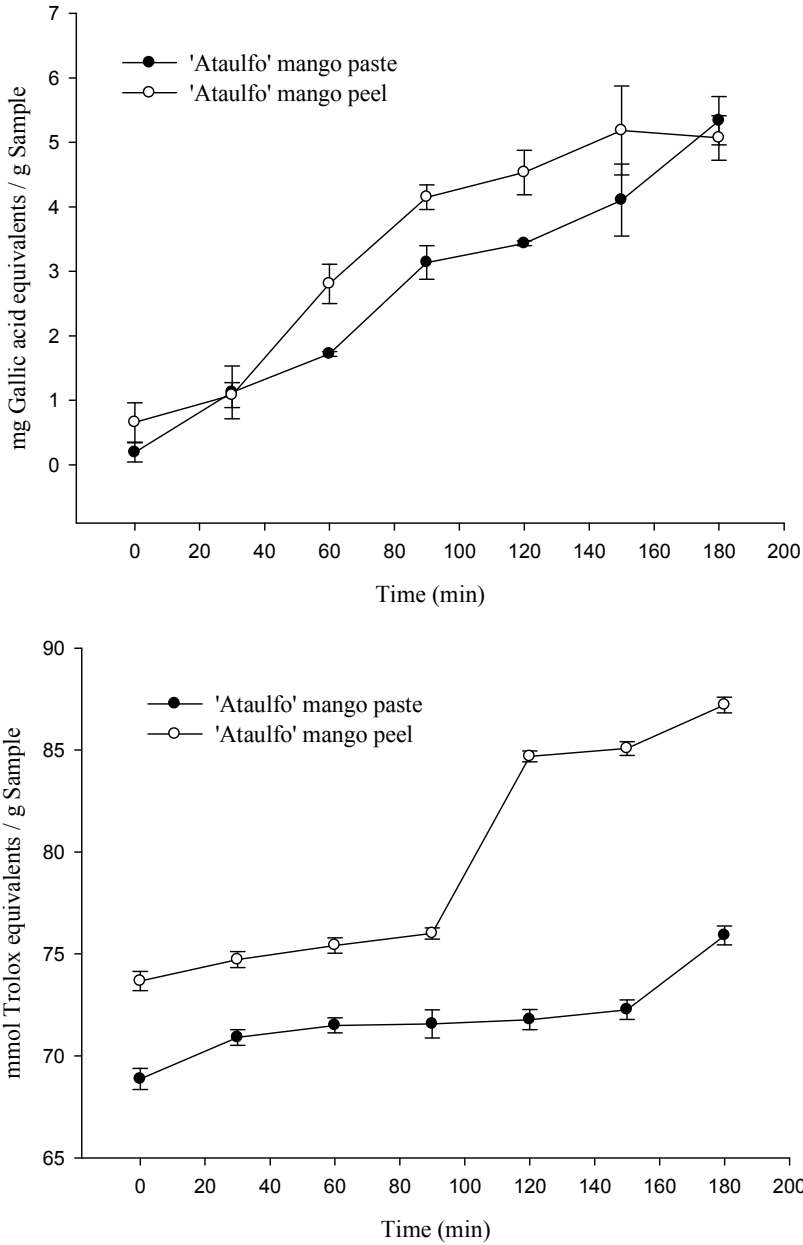 7
6
5
4
3
2
1
0
mg Gallic acid equivalents / g Sample
'Ataulfo' mango paste
'Ataulfo' mango peel
0 20 40 60 80 100 120 140 160 180 200
Time (min)
90
85
80
75
70
65
mmol Trolox equivalents / g Sample
'Ataulfo' mango paste
'Ataulfo' mango peel
0 20 40 60 80 100 120 140 160 180 200
Time (min)